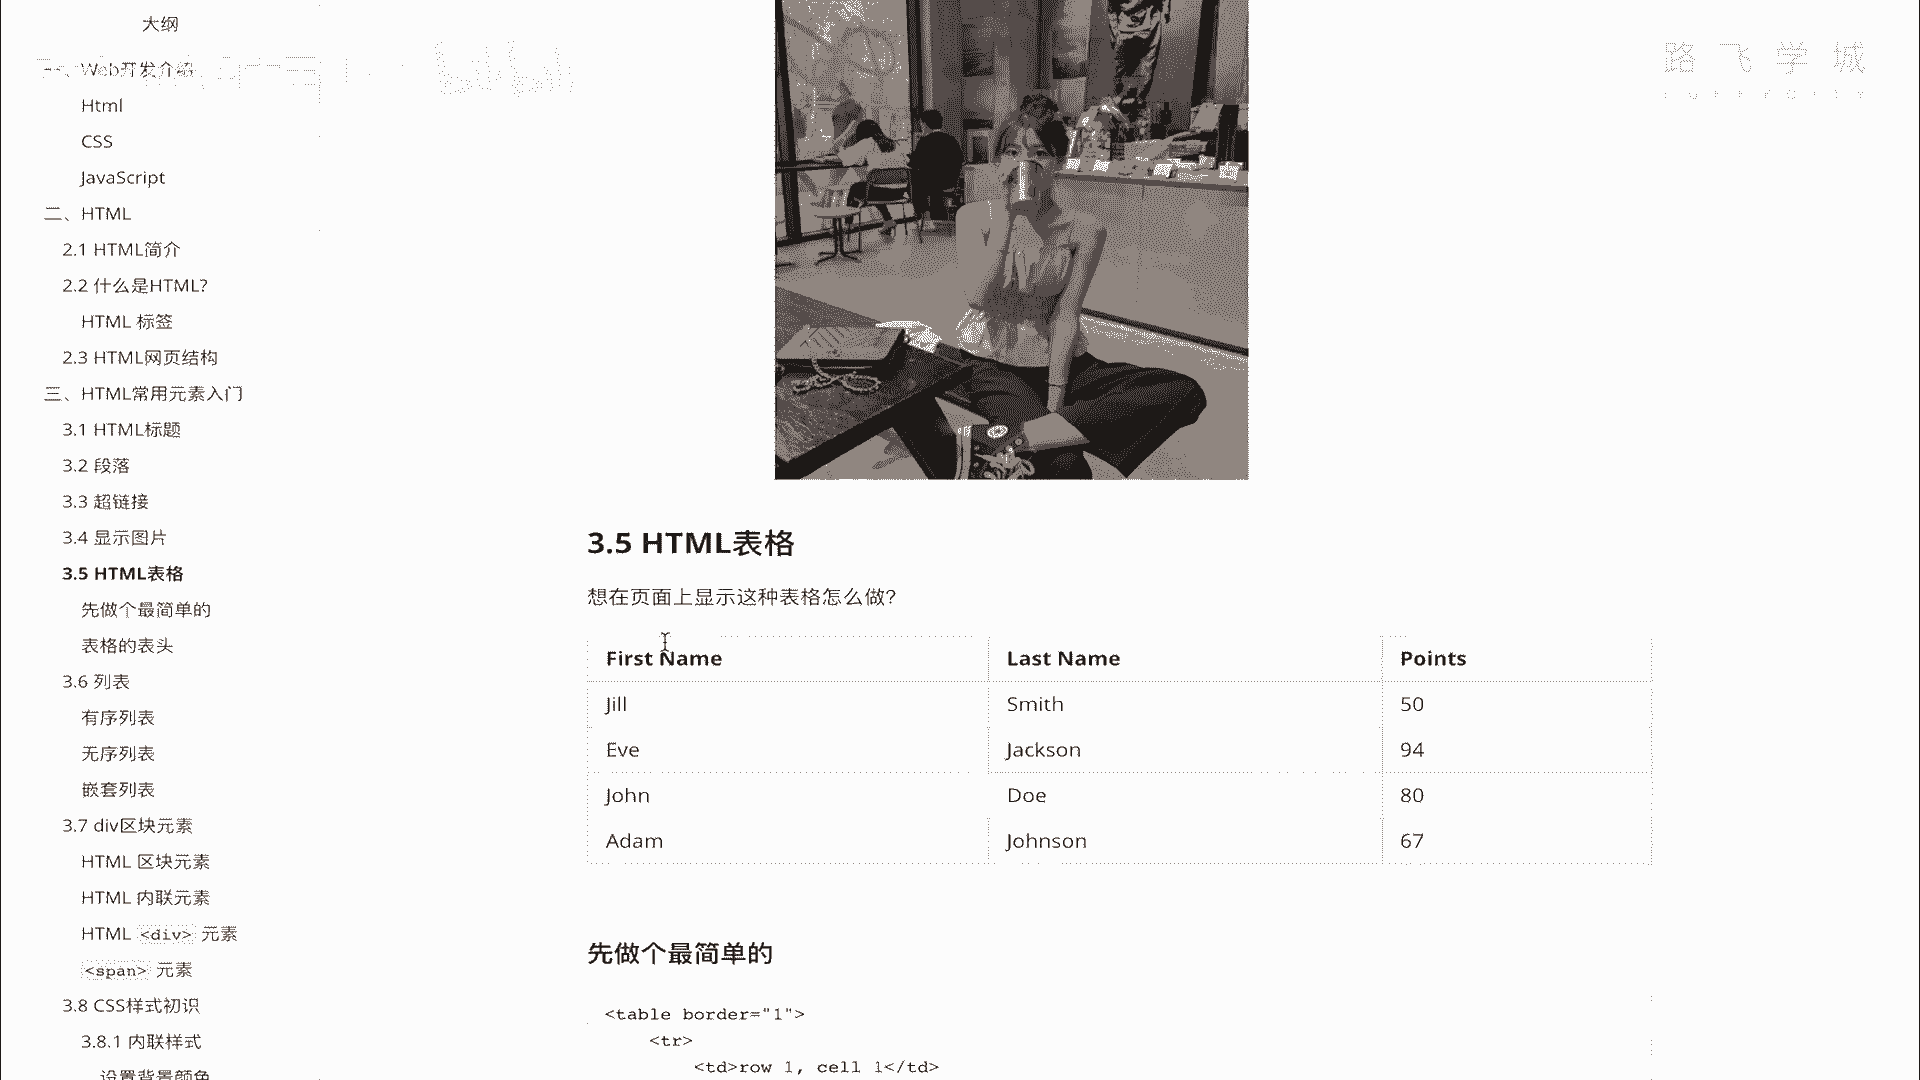 大纲
一、Web开发介绍
Html
CSS
JavaScript
二、HTML
2.1 HTML简介
2.2 什么是HTML?
HTML 标签
2.3 HTML网页结构
三、HTML常用元素入门
3.1 HTML标题
3.2 段落
3.3 超链接
3.4 显示图片
3.5 HTML表格
先做个最简单的
表格的表头
3.6 列表
有序列表
无序列表
嵌套列表
3.7 div区块元素
HTML 区块元素
HTML 内联元素
HTML <div> 元素
<span> 元素
3.8 CSS样式初识
3.8.1 内联样式
设置背景颜色
路飞学城
3.5 HTML表格
想在页面上显示这种表格怎么做?
First Name Last Name Points
Jill Smith 50
Eve Jackson 94
John Doe 80
Adam Johnson 67
先做个最简单的
<table border="1">
<tr>
<td>row 1, cell 1</td>